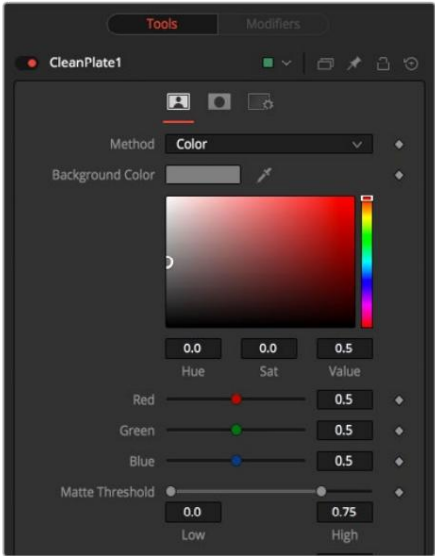 Tools Modifiers
CleanPlate1
Method Color
Background Color
0.0 0.0 0.5
Hue Sat Value
Red 0.5
Green 0.5
Blue 0.5
Matte Threshold
0.0 0.75
Low High